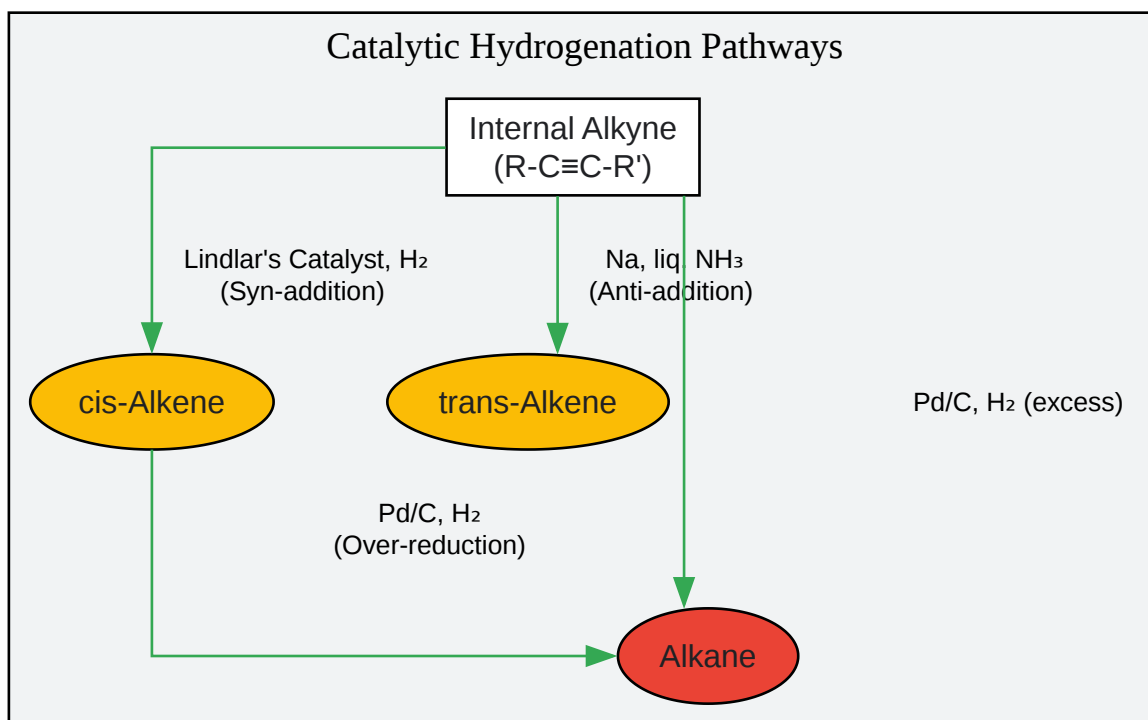 Catalytic Hydrogenation Pathways
Internal Alkyne
(R-C≡C-R')
Lindlar's Catalyst, H₂
(Syn-addition)
Na, liq. NH₃
(Anti-addition)
cis-Alkene
trans-Alkene
Pd/C, H₂ (excess)
Pd/C, H₂
(Over-reduction)
Alkane